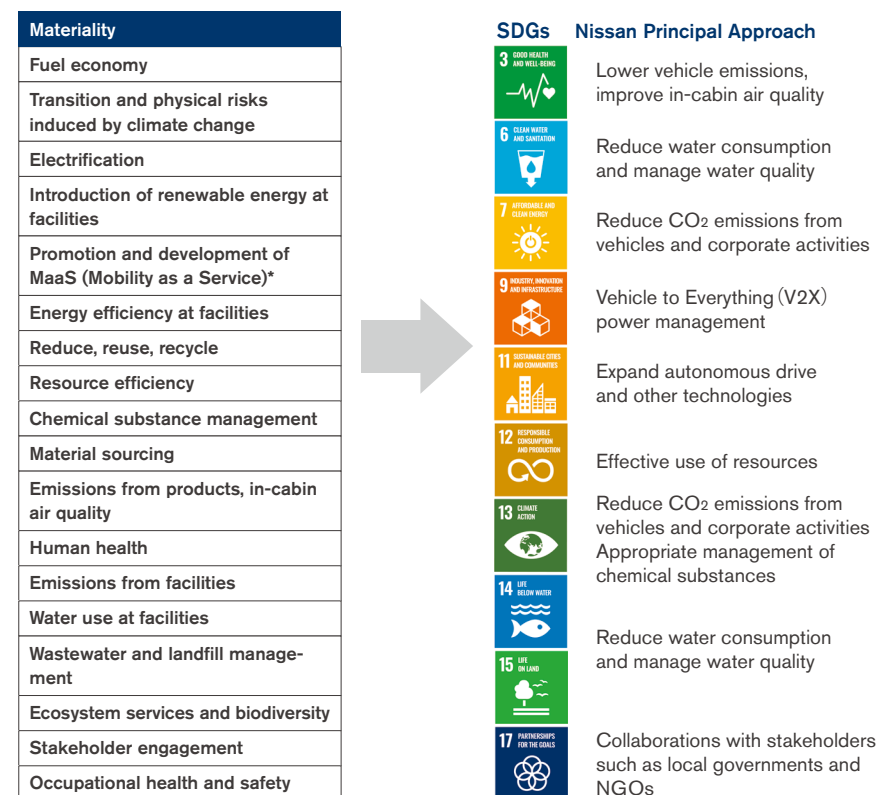 Materiality
Fuel economy
Transition and physical risks
induced by climate change
Electrification
Introduction of renewable energy at
facilities
Promotion and development of
MaaS (Mobility as a Service)*
Energy efficiency at facilities
Reduce, reuse, recycle
Resource efficiency
Chemical substance management
Material sourcing
Emissions from products, in-cabin
air quality
Human health
Emissions from facilities
Water use at facilities
Wastewater and landfill manage-
ment
Ecosystem services and biodiversity
Stakeholder engagement
Occupational health and safety
SDGs Nissan Principal Approach
3 GOOD HEALTH
AND WELL-BEING
Lower vehicle emissions,
improve in-cabin air quality
6 CLEAN WATER
AND SANITATION
Reduce water consumption
and manage water quality
7 AFFORDABLE AND
CLEAN ENERGY
Reduce CO2 emissions from
vehicles and corporate activities
9 INDUSTRY, INNOVATION
AND INFRASTRUCTURE
Vehicle to Everything (V2X)
power management
11 SUSTAINABLE CITIES
AND COMMUNITIES
Expand autonomous drive
and other technologies
12 RESPONSIBLE
CONSUMPTION
AND PRODUCTION
Effective use of resources
13 CLIMATE
ACTION
Reduce CO2 emissions from
vehicles and corporate activities
Appropriate management of
chemical substances
14 LIFE
BELOW WATER
15 LIFE
ON LAND
Reduce water consumption
and manage water quality
17 PARTNERSHIPS
FOR THE GOALS
Collaborations with stakeholders
such as local governments and
NGOs